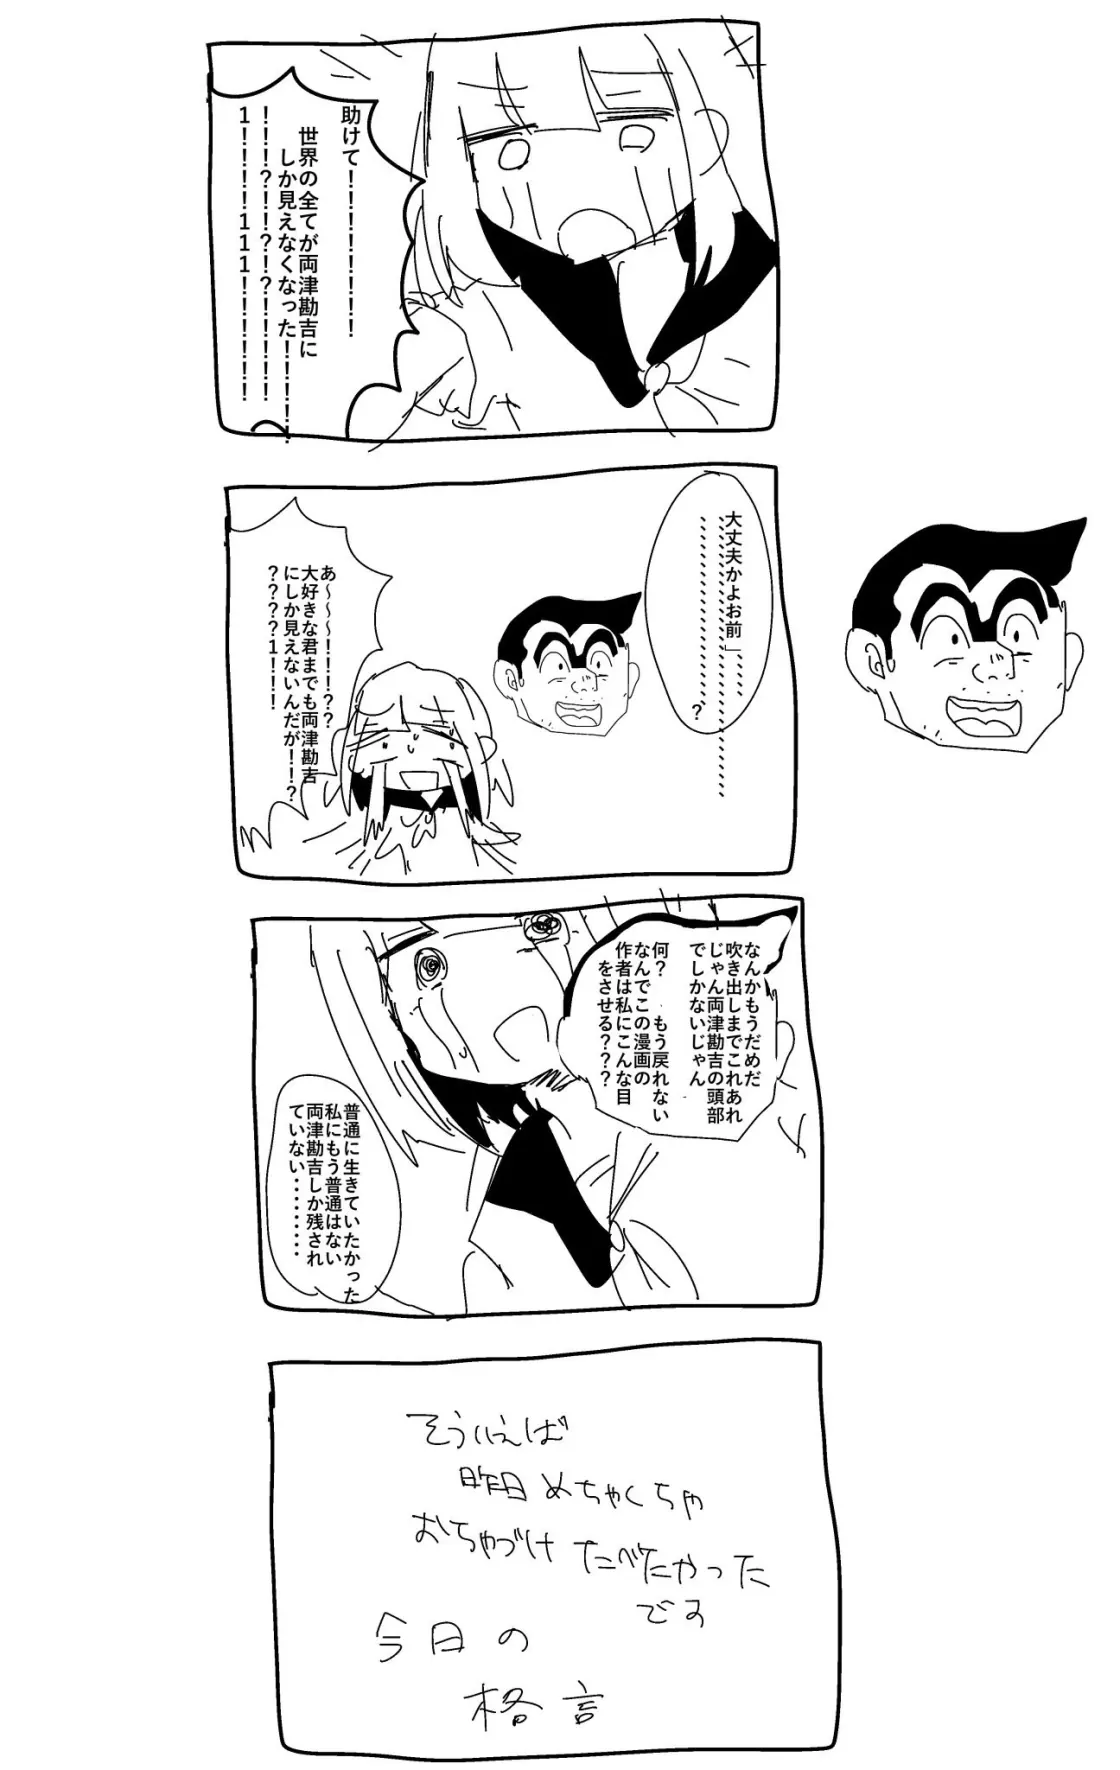 助けて！！！！！！！！！
世界の全てが両津勘吉に
しか見えなくなった！！！！！
！！！？！！？！？！！！！！
１！！！！１１１！！！！！！
大丈夫かよお前」、、、、
、、、、、、、、、、、、、、、、、、、、
、、、、、、、、、、、、、？
あ～～～～！！！？？
大好きな君までも両津勘吉
にしか見えないんだが！！？
？？？？１！！！
なんかもうだめだ
吹き出しまでこれあれ
じゃん両津勘吉の頭部
でしかないじゃん
何？　もう戻れない
なんでこの漫画の
作者は私にこんな目
をさせる？？？
普通に生きていたかった
私にもう普通はない
両津勘吉しか残され
ていない・・・・・・・・
そういえば
昨日めちゃくちゃ
おちゃづけ たべたかった
です
今日の
格言